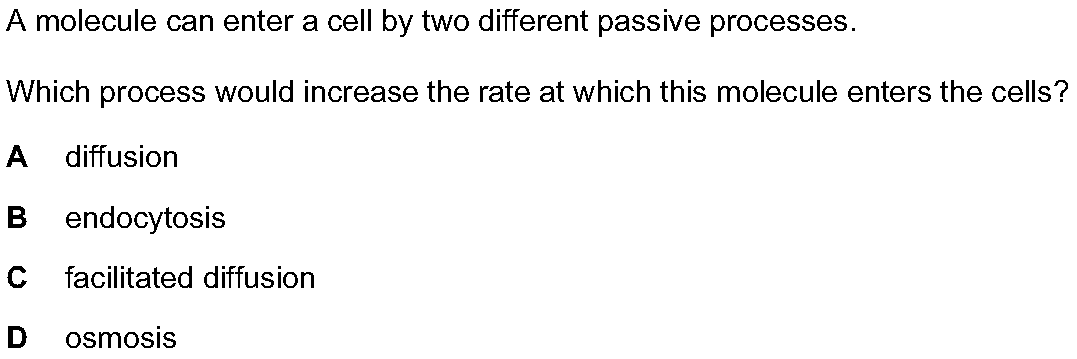 A molecule can enter a cell by two different passive processes.
Which process would increase the rate at which this molecule enters the cells?
A diffusion
B endocytosis
C facilitated diffusion
D osmosis